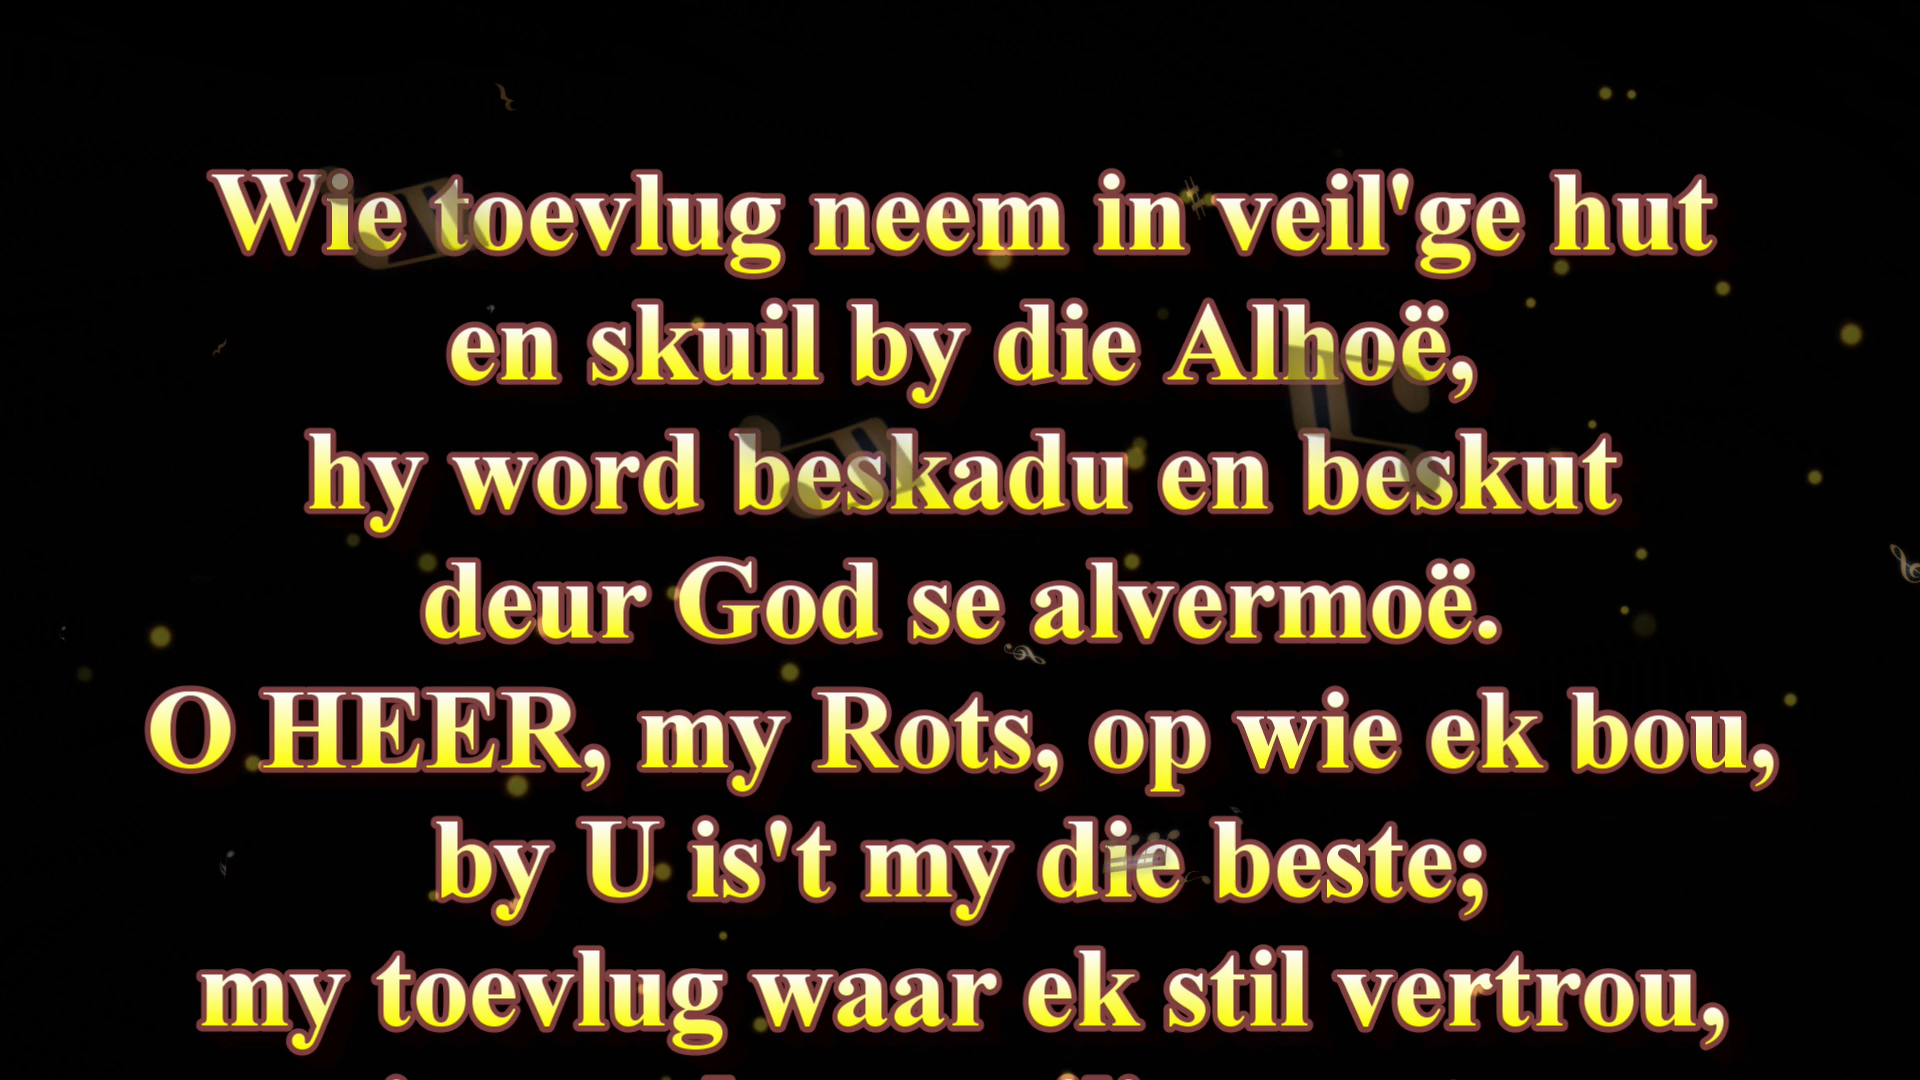 Wie toevlug neem in veil'ge hut
en skuil by die Alhoë,
hy word beskadu en beskut
deur God se alvermoë.
O HEER, my Rots, op wie ek bou,
by U is't my die beste;
my toevlug waar ek stil vertrou,